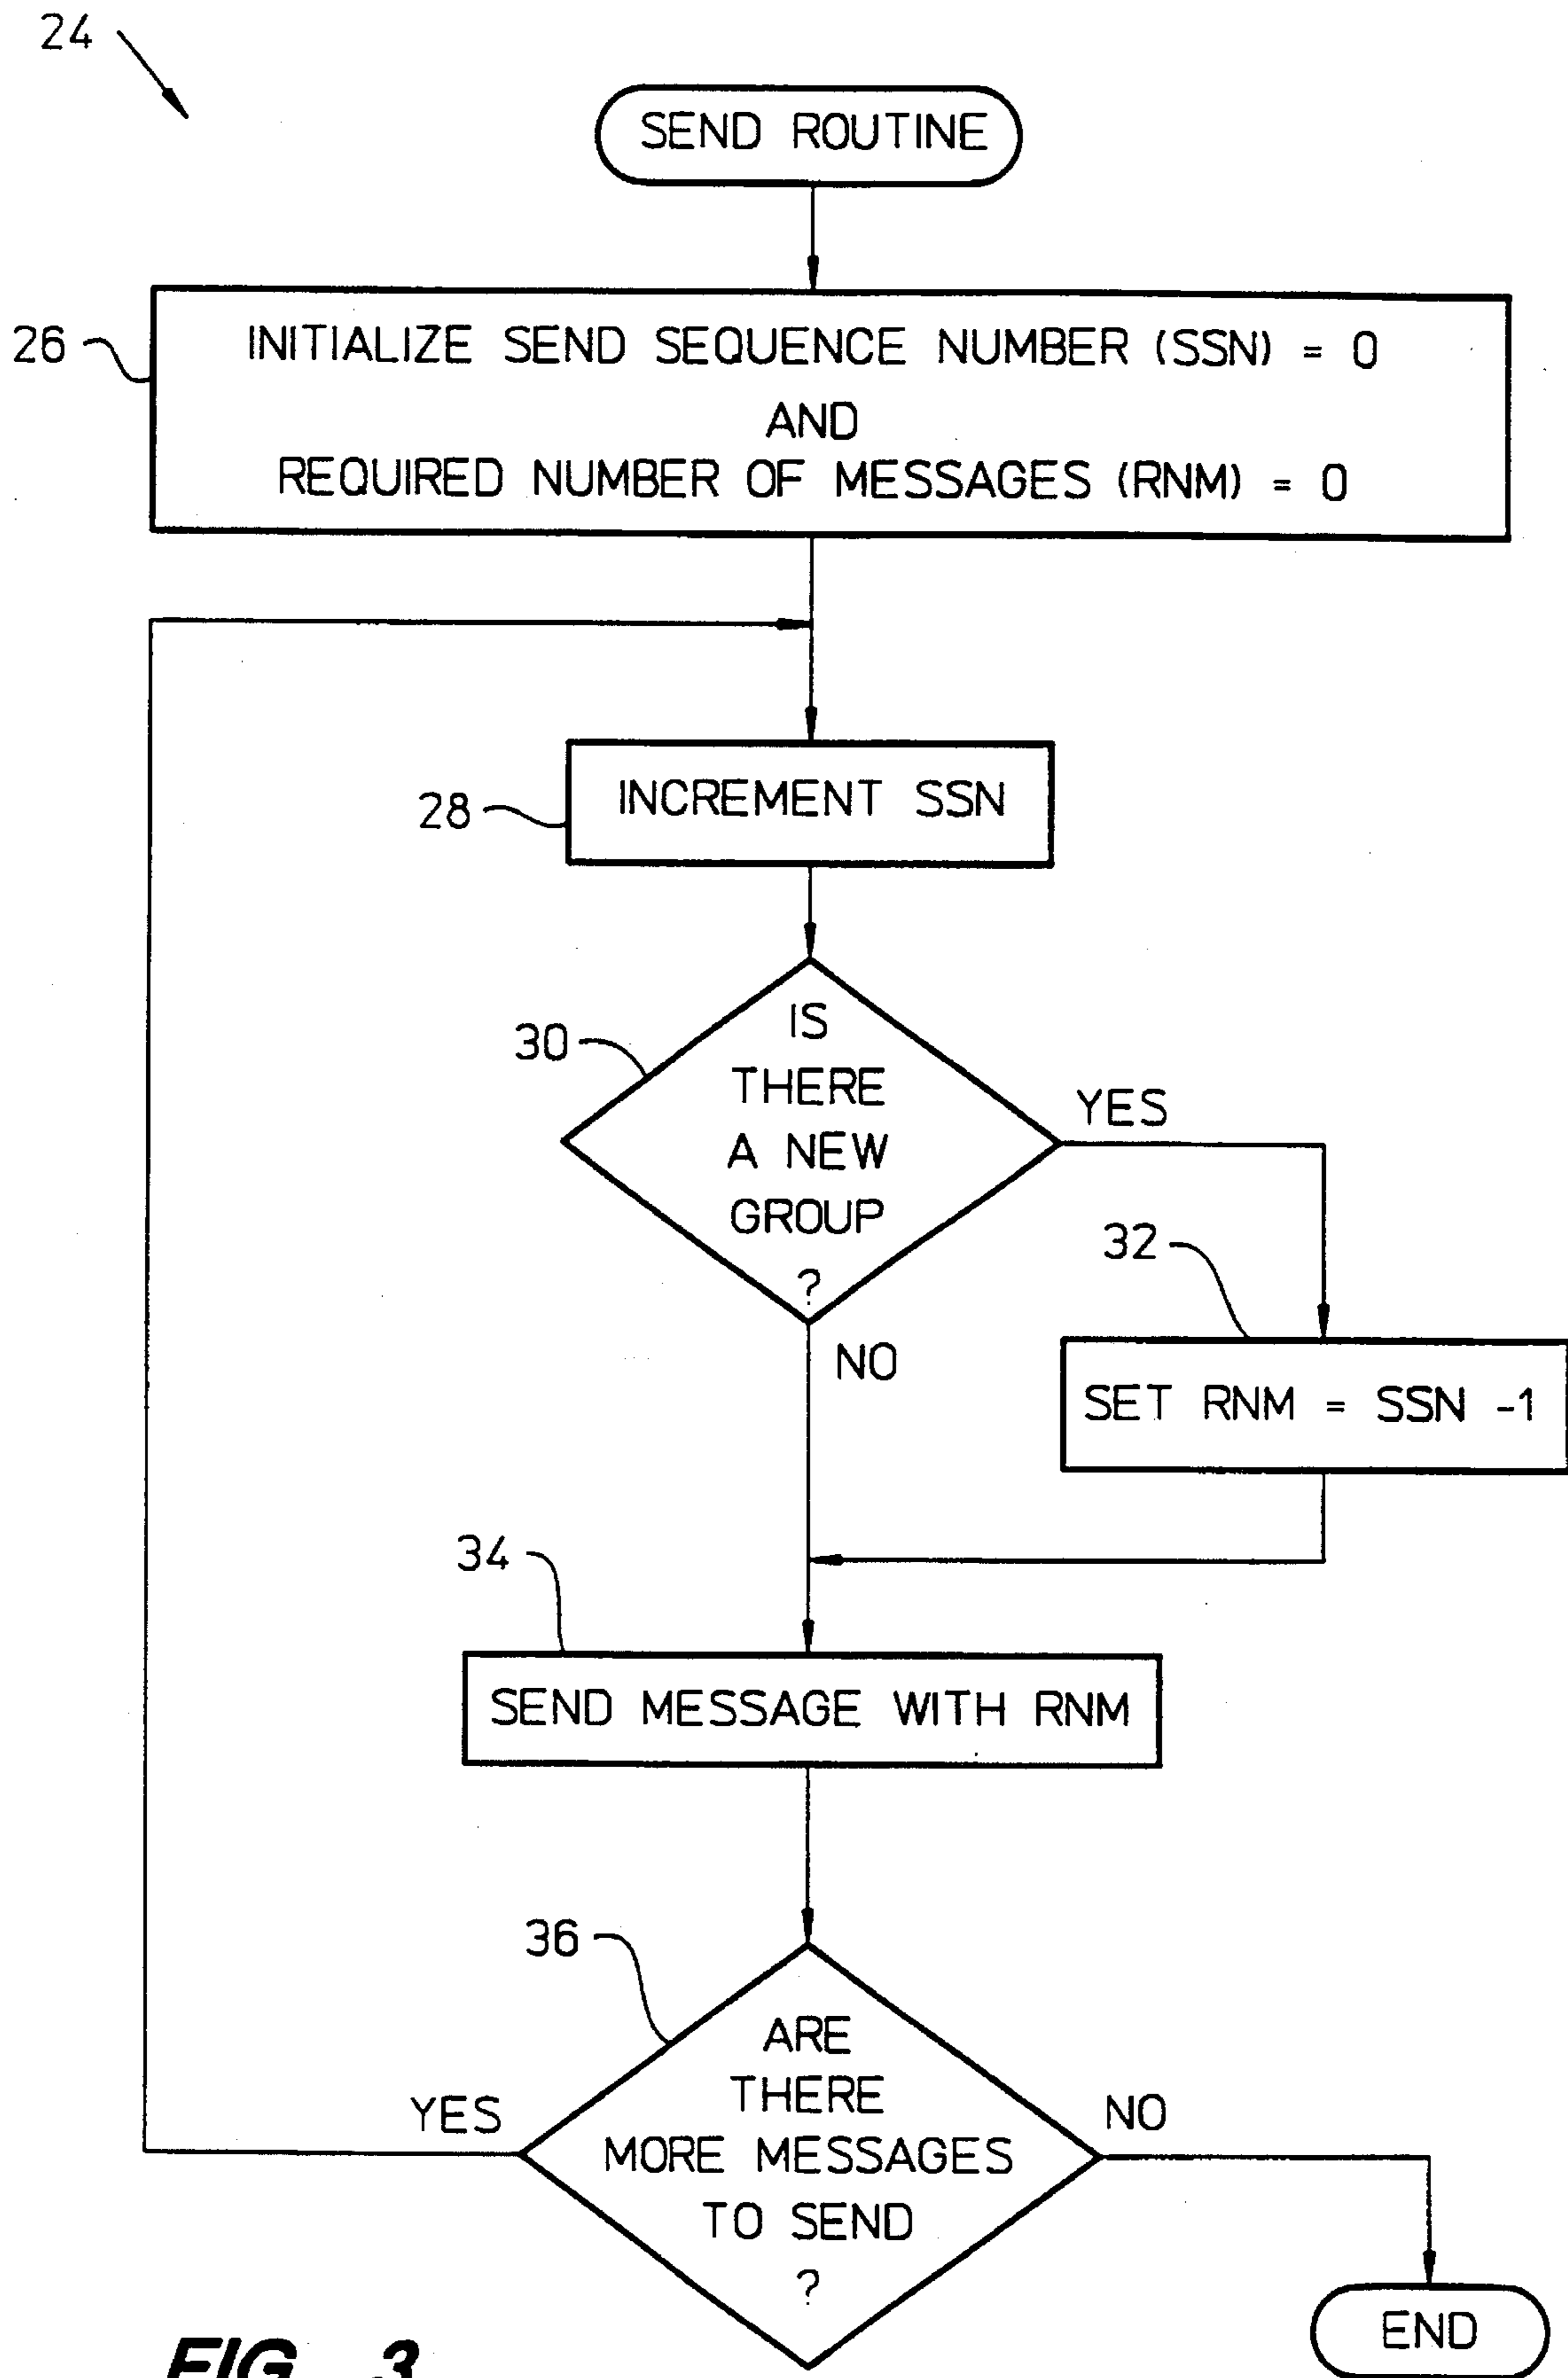 24
SEND ROUTINE
26
INITIALIZE SEND SEQUENCE NUMBER (SSN) = 0
AND
REQUIRED NUMBER OF MESSAGES (RNM) = 0
28
INCREMENT SSN
30
IS
THERE
A NEW
GROUP
?
YES
NO
32
SET RNM = SSN -1
34
SEND MESSAGE WITH RNM
36
ARE
THERE
MORE MESSAGES
TO SEND
?
YES
NO
END
FIG. 3